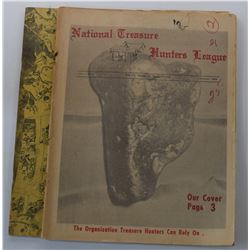 National Treasure
Hunters League
Our Cover
Page 3
The Organization Treasure Hunters Can Rely On .